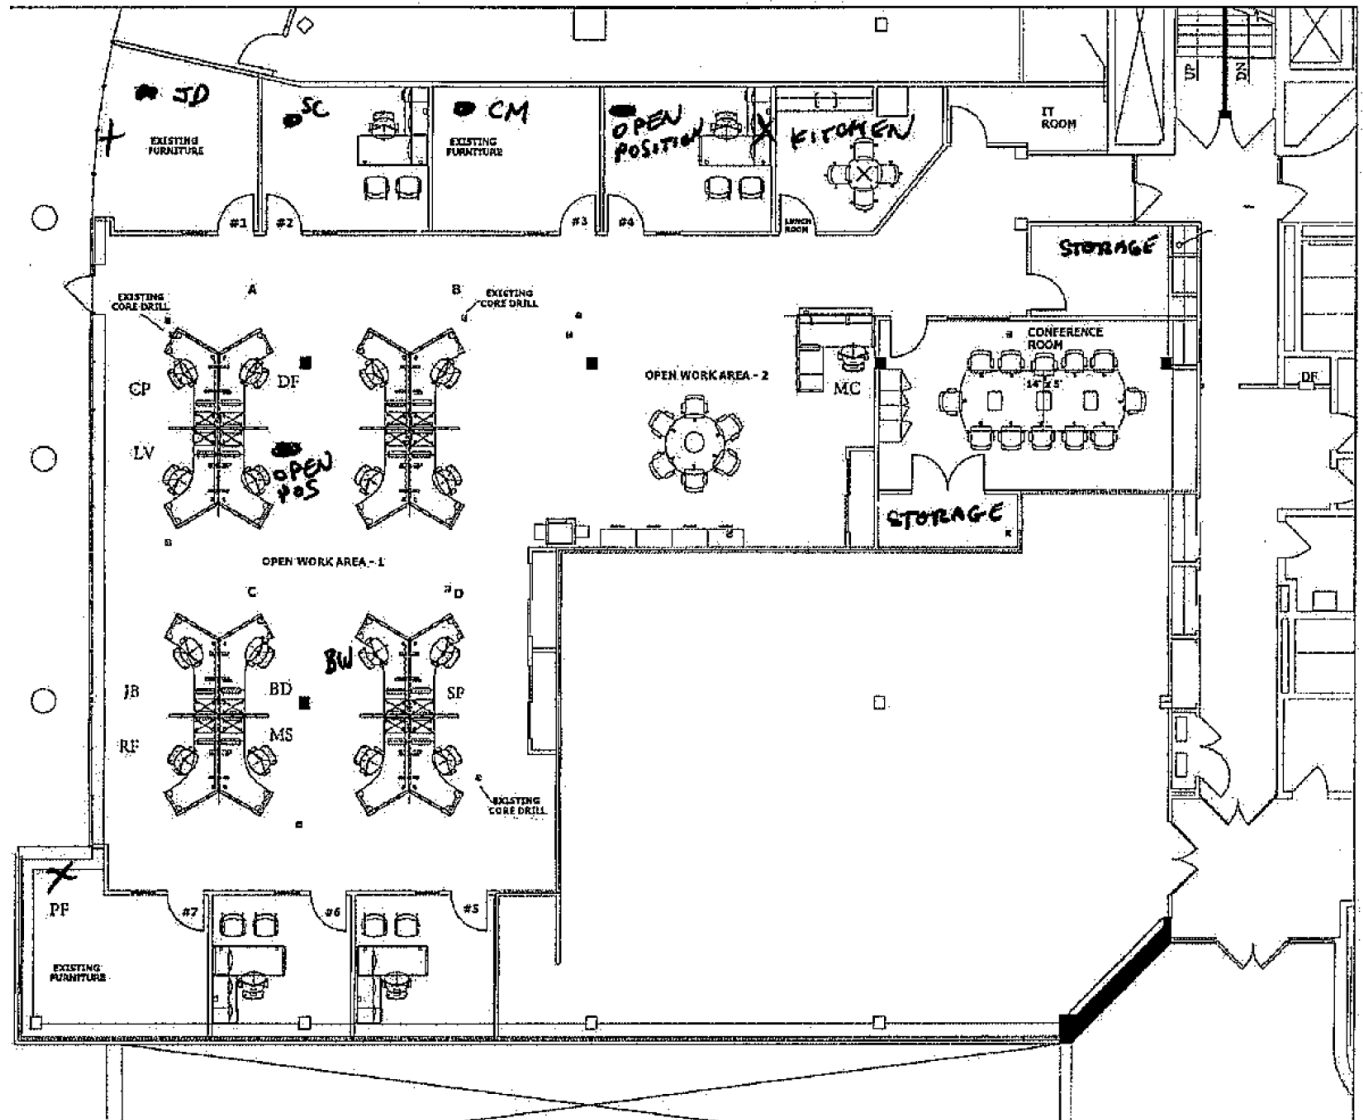 UP
DN
JD
SC
CM
OPEN
POSITION
KITCHEN
IT
ROOM
EXISTING
FURNITURE
EXISTING
FURNITURE
#1
#2
#3
#4
LUNCH
ROOM
STORAGE
A
B
EXISTING
CORE DRILL
EXISTING
CORE DRILL
CONFERENCE
ROOM
OPEN WORK AREA - 2
CP
DF
MC
14' x 5'
DF
LV
OPEN
POS
STORAGE
OPEN WORK AREA - 1
C
D
BW
JB
BD
SP
RF
MS
EXISTING
CORE DRILL
PF
#7
#6
#5
EXISTING
FURNITURE